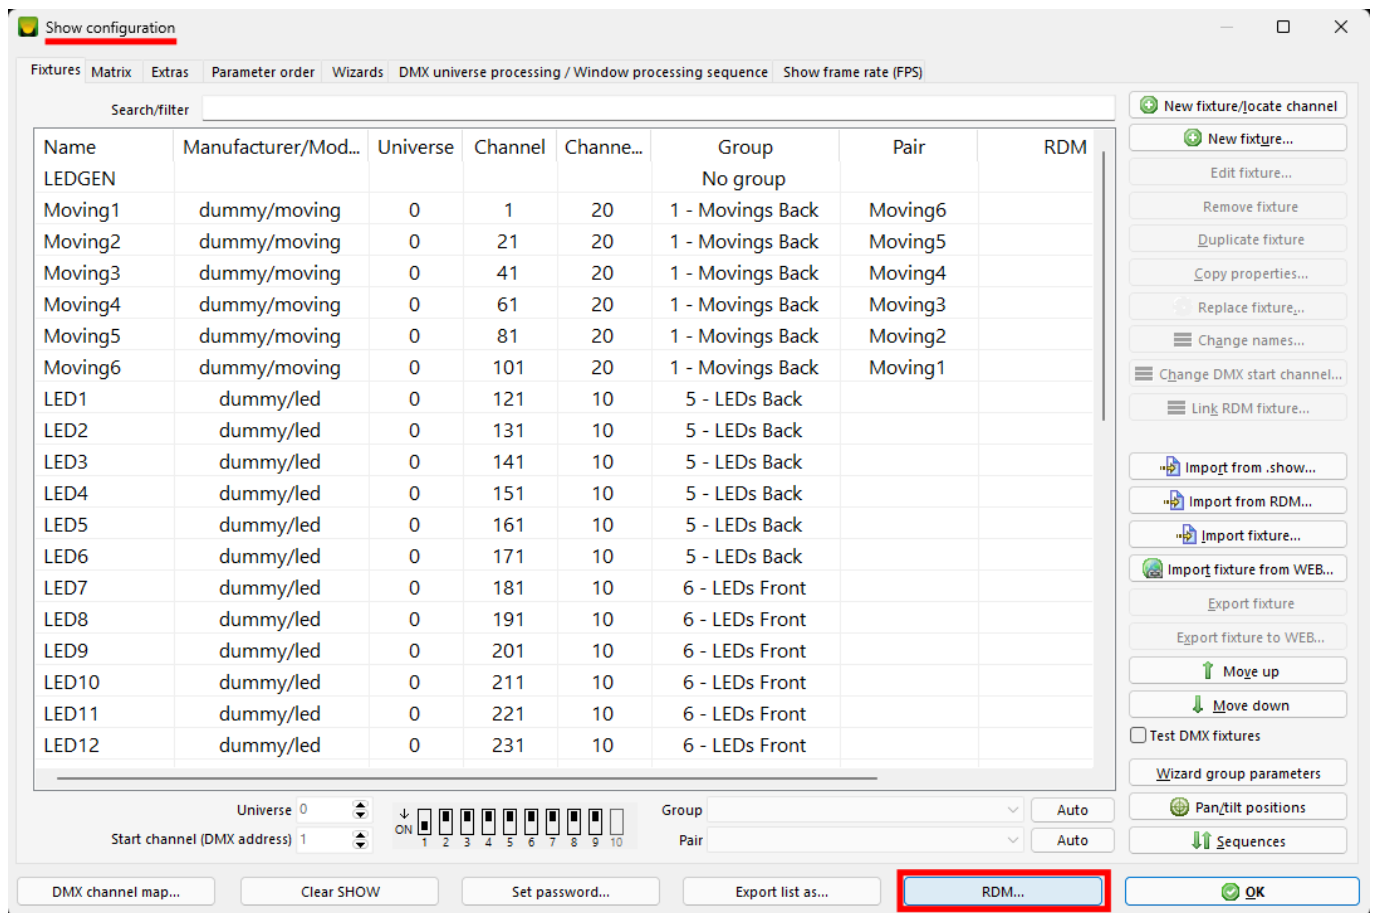 Show configuration
Fixtures Matrix Extras Parameter order Wizards DMX universe processing / Window processing sequence Show frame rate (FPS)
Search/filter
Name Manufacturer/Mod... Universe Channel Channe... Group Pair RDM
LEDGEN No group
Moving1 dummy/moving 0 1 20 1 - Movings Back Moving6
Moving2 dummy/moving 0 21 20 1 - Movings Back Moving5
Moving3 dummy/moving 0 41 20 1 - Movings Back Moving4
Moving4 dummy/moving 0 61 20 1 - Movings Back Moving3
Moving5 dummy/moving 0 81 20 1 - Movings Back Moving2
Moving6 dummy/moving 0 101 20 1 - Movings Back Moving1
LED1 dummy/led 0 121 10 5 - LEDs Back
LED2 dummy/led 0 131 10 5 - LEDs Back
LED3 dummy/led 0 141 10 5 - LEDs Back
LED4 dummy/led 0 151 10 5 - LEDs Back
LED5 dummy/led 0 161 10 5 - LEDs Back
LED6 dummy/led 0 171 10 5 - LEDs Back
LED7 dummy/led 0 181 10 6 - LEDs Front
LED8 dummy/led 0 191 10 6 - LEDs Front
LED9 dummy/led 0 201 10 6 - LEDs Front
LED10 dummy/led 0 211 10 6 - LEDs Front
LED11 dummy/led 0 221 10 6 - LEDs Front
LED12 dummy/led 0 231 10 6 - LEDs Front
New fixture/locate channel
New fixture...
Edit fixture...
Remove fixture
Duplicate fixture
Copy properties...
Replace fixture...
Change names...
Change DMX start channel...
Link RDM fixture...
Import from .show...
Import from RDM...
Import fixture...
Import fixture from WEB...
Export fixture
Export fixture to WEB...
Move up
Move down
Test DMX fixtures
Wizard group parameters
Pan/tilt positions
Sequences
Universe 0
Start channel (DMX address) 1
ON
1 2 3 4 5 6 7 8 9 10
Group Auto
Pair Auto
DMX channel map... Clear SHOW Set password... Export list as... RDM... OK